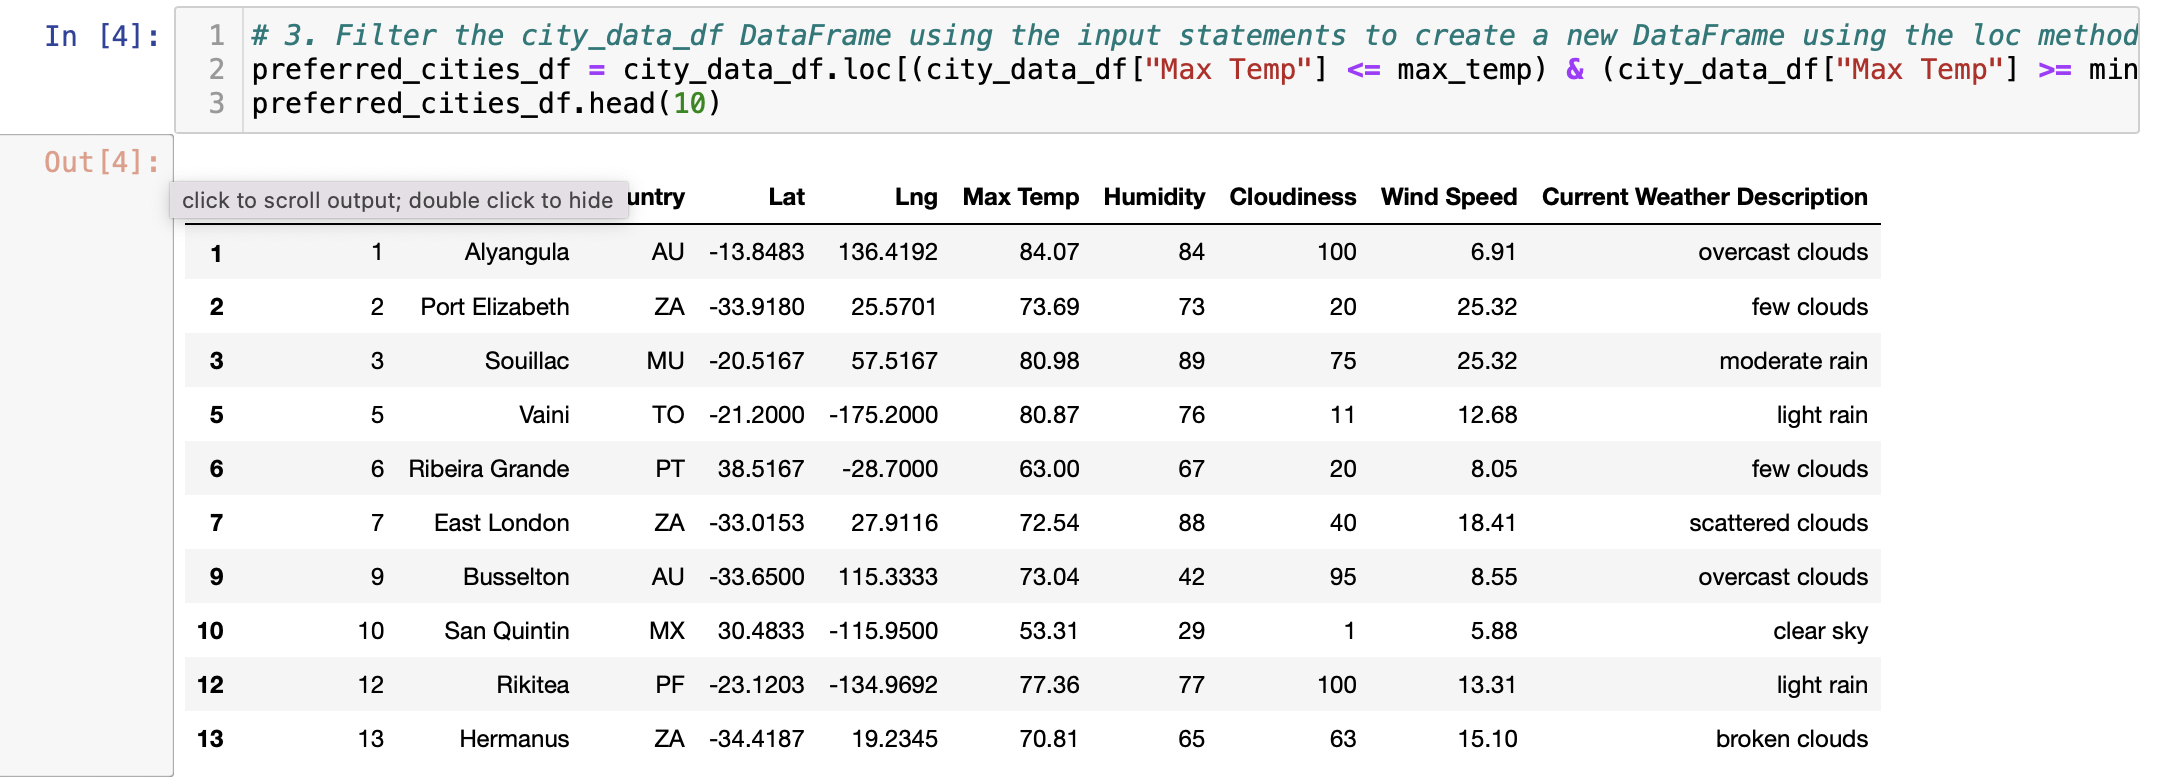 In [4]:
1 # 3. Filter the city_data_df DataFrame using the input statements to create a new DataFrame using the loc method
2 preferred_cities_df = city_data_df.loc[(city_data_df["Max Temp"] <= max_temp) & (city_data_df["Max Temp"] >= min
3 preferred_cities_df.head(10)
Out[4]:
click to scroll output; double click to hide
untry Lat Lng Max Temp Humidity Cloudiness Wind Speed Current Weather Description
1 1 Alyangula AU -13.8483 136.4192 84.07 84 100 6.91 overcast clouds
2 2 Port Elizabeth ZA -33.9180 25.5701 73.69 73 20 25.32 few clouds
3 3 Souillac MU -20.5167 57.5167 80.98 89 75 25.32 moderate rain
5 5 Vaini TO -21.2000 -175.2000 80.87 76 11 12.68 light rain
6 6 Ribeira Grande PT 38.5167 -28.7000 63.00 67 20 8.05 few clouds
7 7 East London ZA -33.0153 27.9116 72.54 88 40 18.41 scattered clouds
9 9 Busselton AU -33.6500 115.3333 73.04 42 95 8.55 overcast clouds
10 10 San Quintin MX 30.4833 -115.9500 53.31 29 1 5.88 clear sky
12 12 Rikitea PF -23.1203 -134.9692 77.36 77 100 13.31 light rain
13 13 Hermanus ZA -34.4187 19.2345 70.81 65 63 15.10 broken clouds